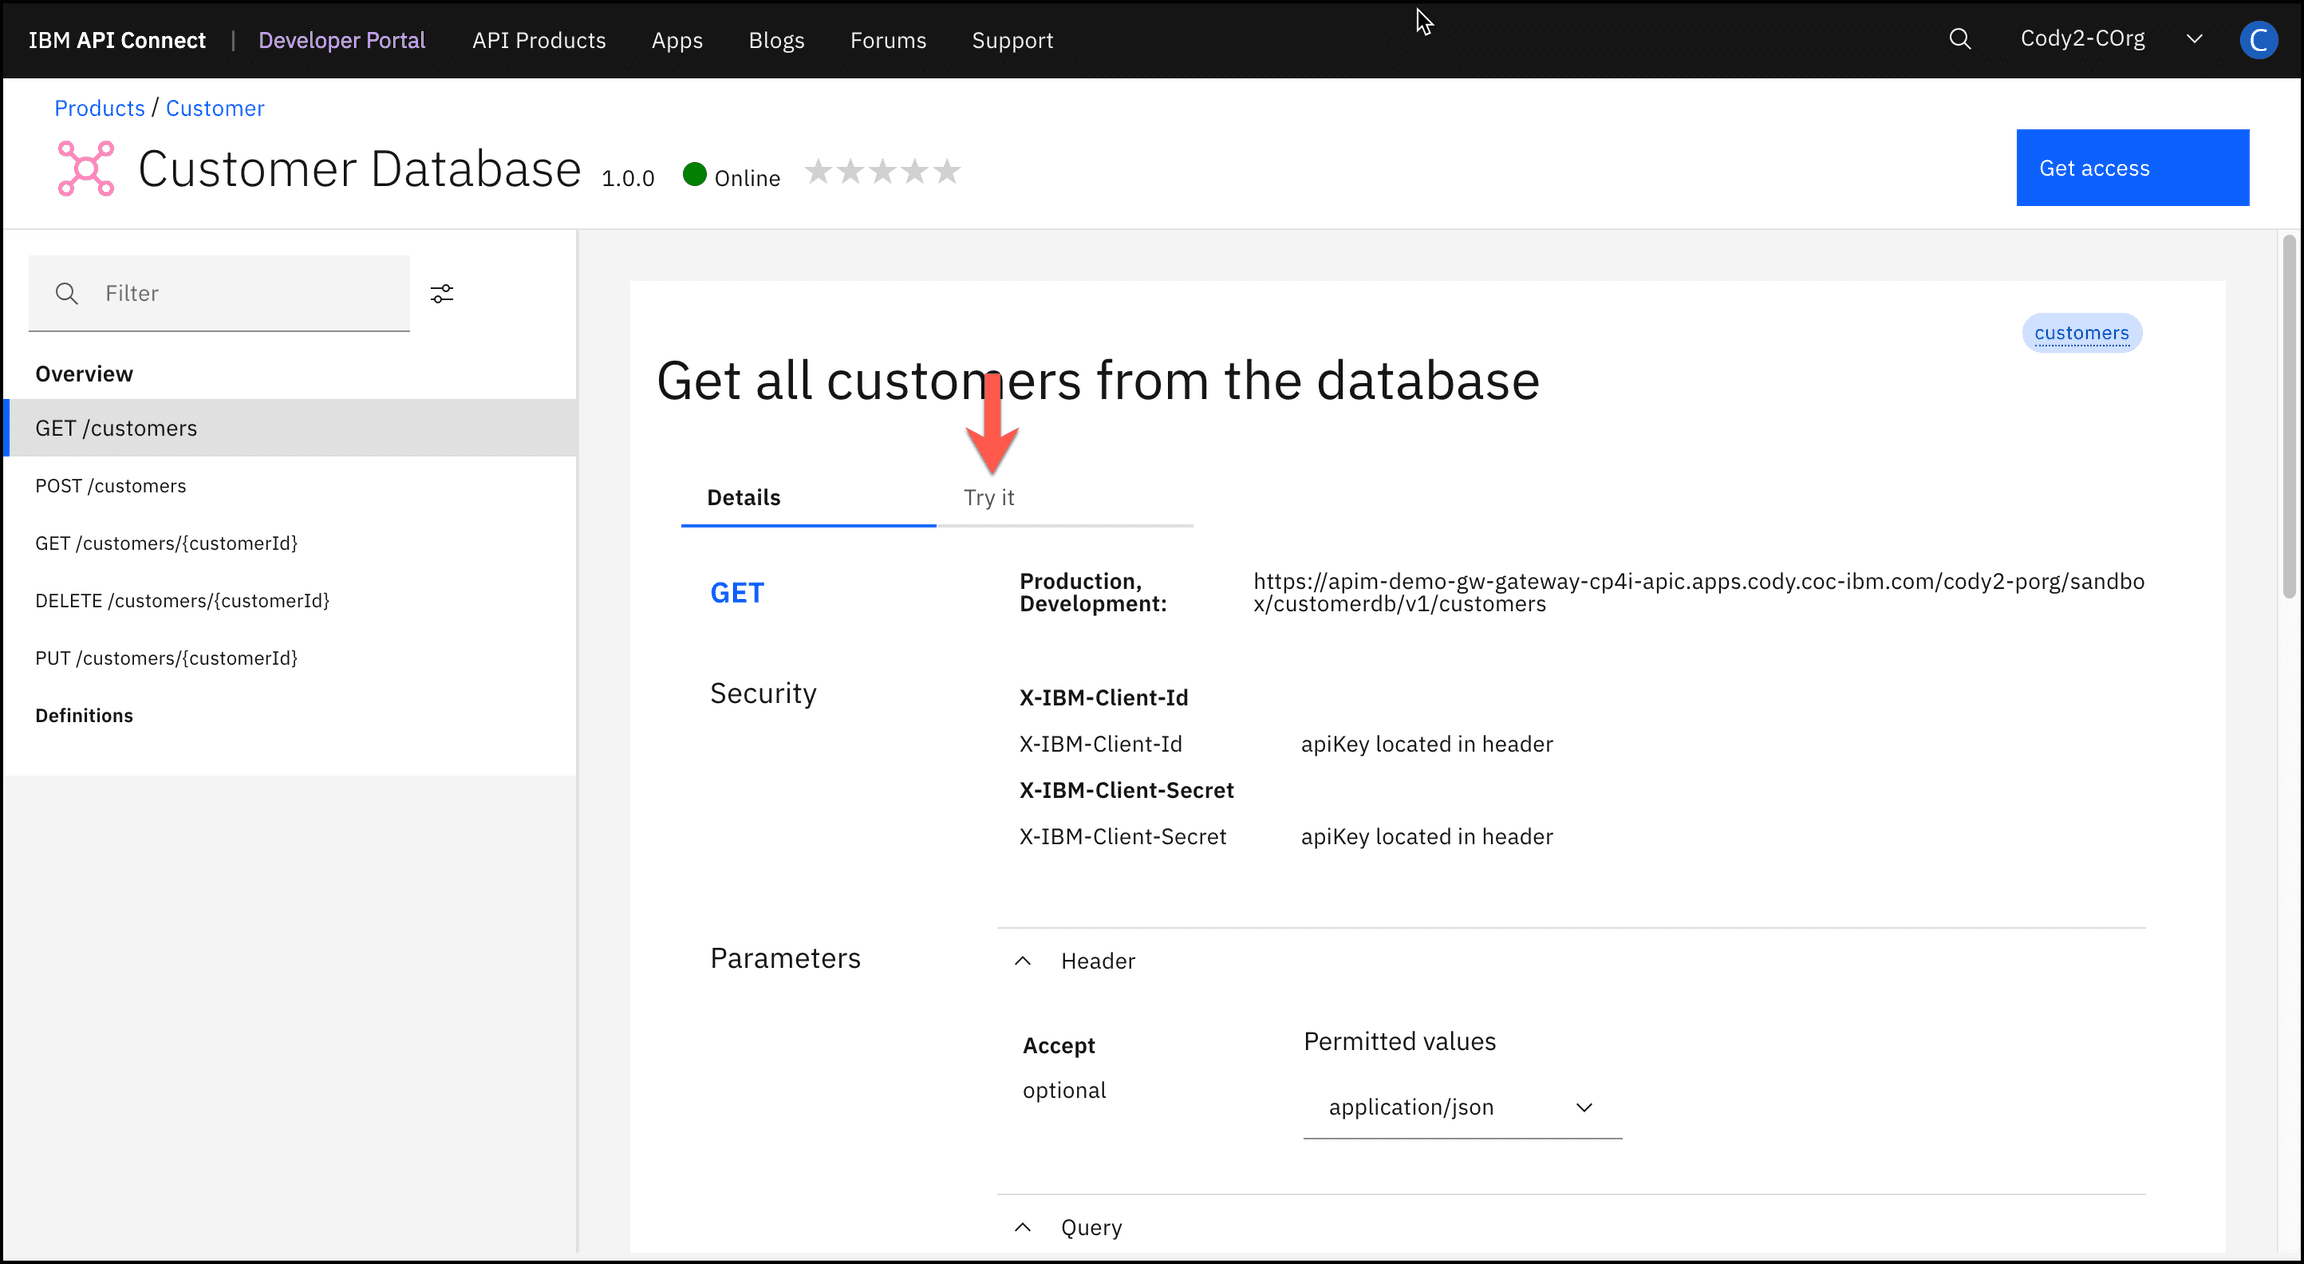 IBM API Connect | Developer Portal API Products Apps Blogs Forums Support Cody2-COrg C
Products / Customer
Customer Database 1.0.0 Online
Get access
Filter
Overview
GET /customers
POST /customers
GET /customers/{customerId}
DELETE /customers/{customerId}
PUT /customers/{customerId}
Definitions
customers
Get all customers from the database
Details Try it
GET
Production,
Development:
https://apim-demo-gw-gateway-cp4i-apic.apps.cody.coc-ibm.com/cody2-porg/sandbo
x/customerdb/v1/customers
Security
X-IBM-Client-Id
X-IBM-Client-Id apiKey located in header
X-IBM-Client-Secret
X-IBM-Client-Secret apiKey located in header
Parameters
Header
Accept
optional
Permitted values
application/json
Query